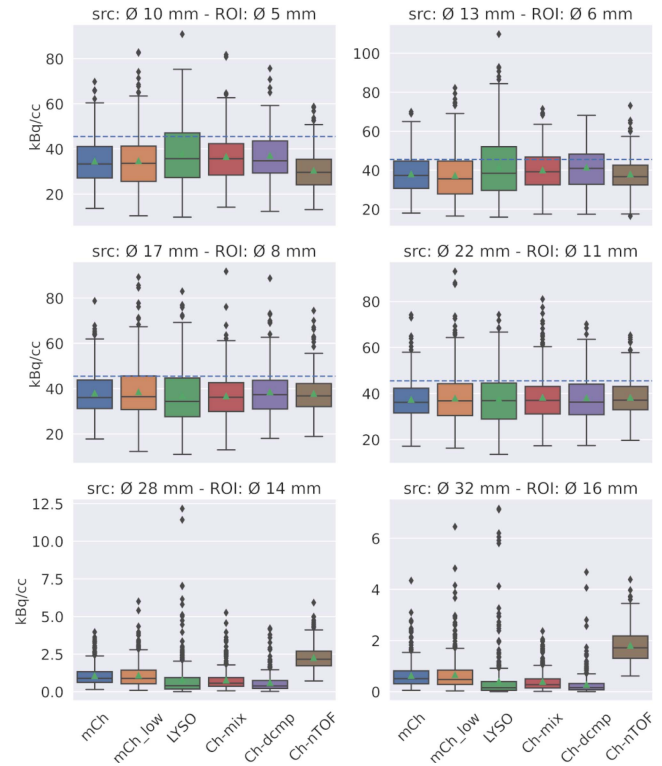 src: Ø 10 mm - ROI: Ø 5 mm
src: Ø 13 mm - ROI: Ø 6 mm
kBq/cc
80
60
40
20
100
80
60
40
20
src: Ø 17 mm - ROI: Ø 8 mm
src: Ø 22 mm - ROI: Ø 11 mm
kBq/cc
80
60
40
20
80
60
40
20
src: Ø 28 mm - ROI: Ø 14 mm
src: Ø 32 mm - ROI: Ø 16 mm
kBq/cc
12.5
10.0
7.5
5.0
2.5
0.0
6
4
2
0
mCh
mCh_low
LYSO
Ch-mix
Ch-dcmp
Ch-nTOF
mCh
mCh_low
LYSO
Ch-mix
Ch-dcmp
Ch-nTOF